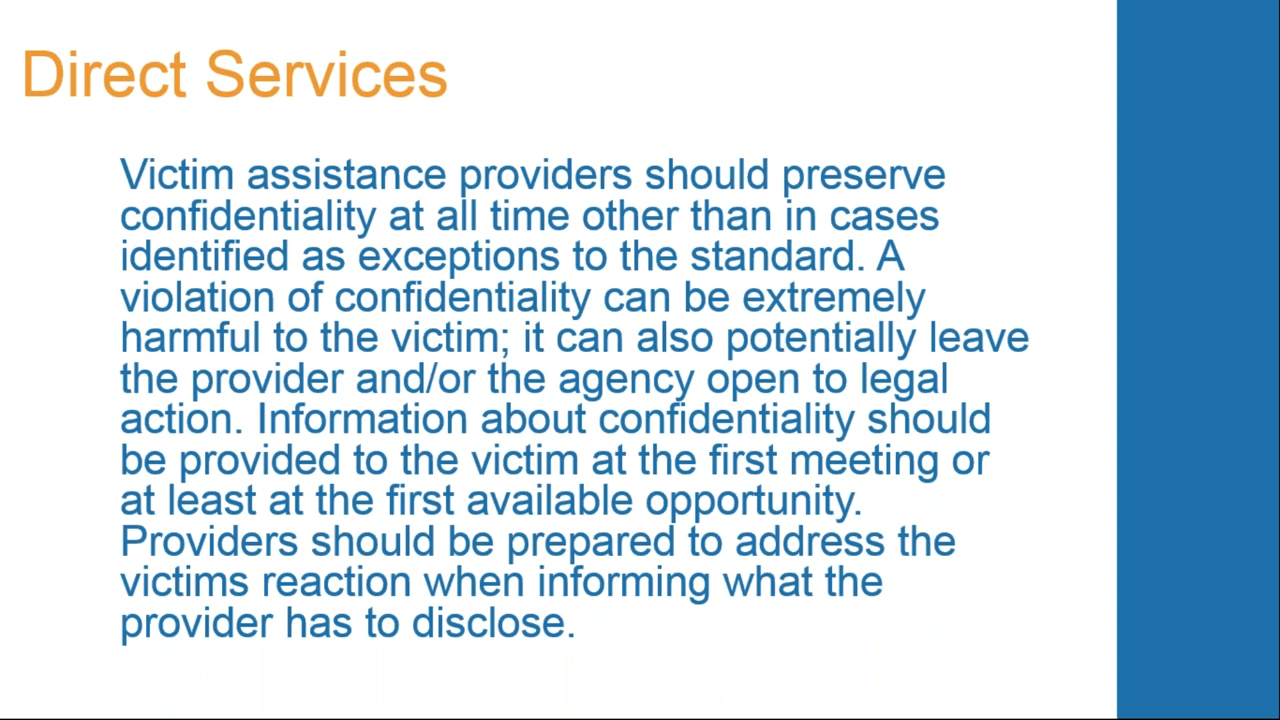 Direct Services
Victim assistance providers should preserve
confidentiality at all time other than in cases
identified as exceptions to the standard. A
violation of confidentiality can be extremely
harmful to the victim; it can also potentially leave
the provider and/or the agency open to legal
action. Information about confidentiality should
be provided to the victim at the first meeting or
at least at the first available opportunity.
Providers should be prepared to address the
victims reaction when informing what the
provider has to disclose.